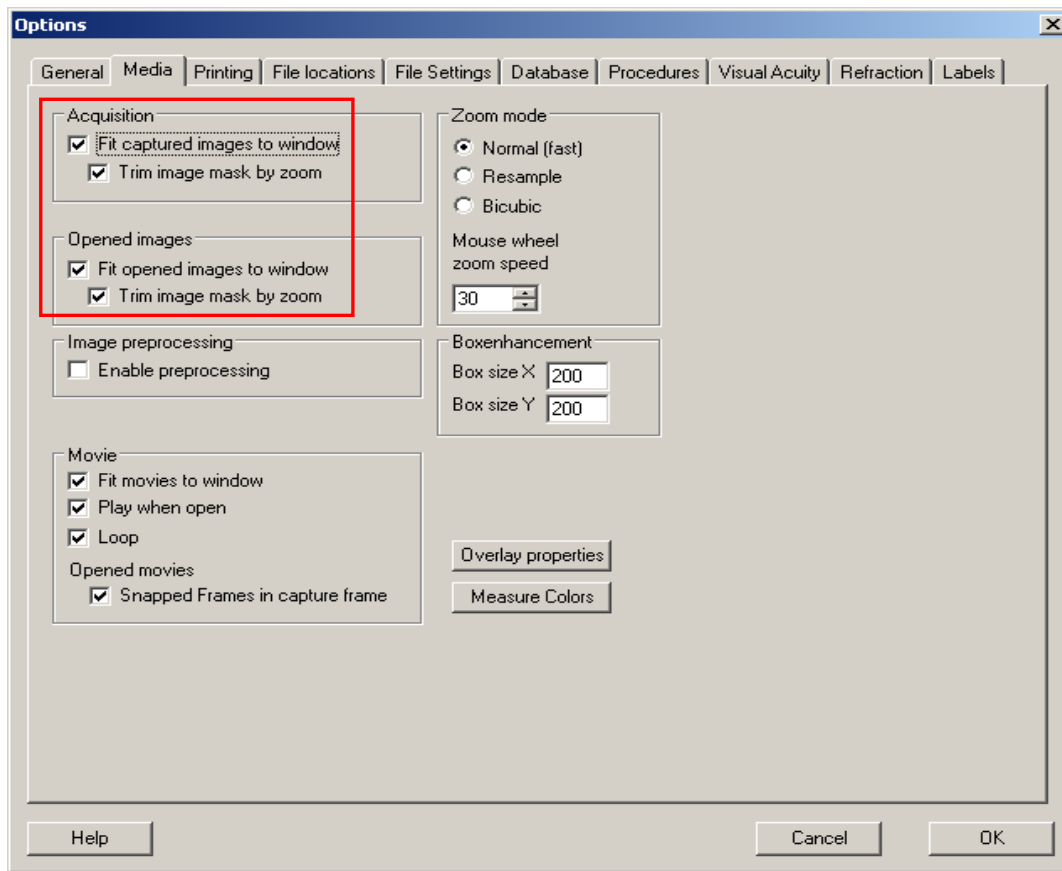 Options
General Media Printing File locations File Settings Database Procedures Visual Acuity Refraction Labels
Acquisition
Fit captured images to window
Trim image mask by zoom
Opened images
Fit opened images to window
Trim image mask by zoom
Image preprocessing
Enable preprocessing
Movie
Fit movies to window
Play when open
Loop
Opened movies
Snapped Frames in capture frame
Zoom mode
Normal (fast)
Resample
Bicubic
Mouse wheel
zoom speed
30
Boxenhancement
Box size X 200
Box size Y 200
Overlay properties
Measure Colors
Help Cancel OK